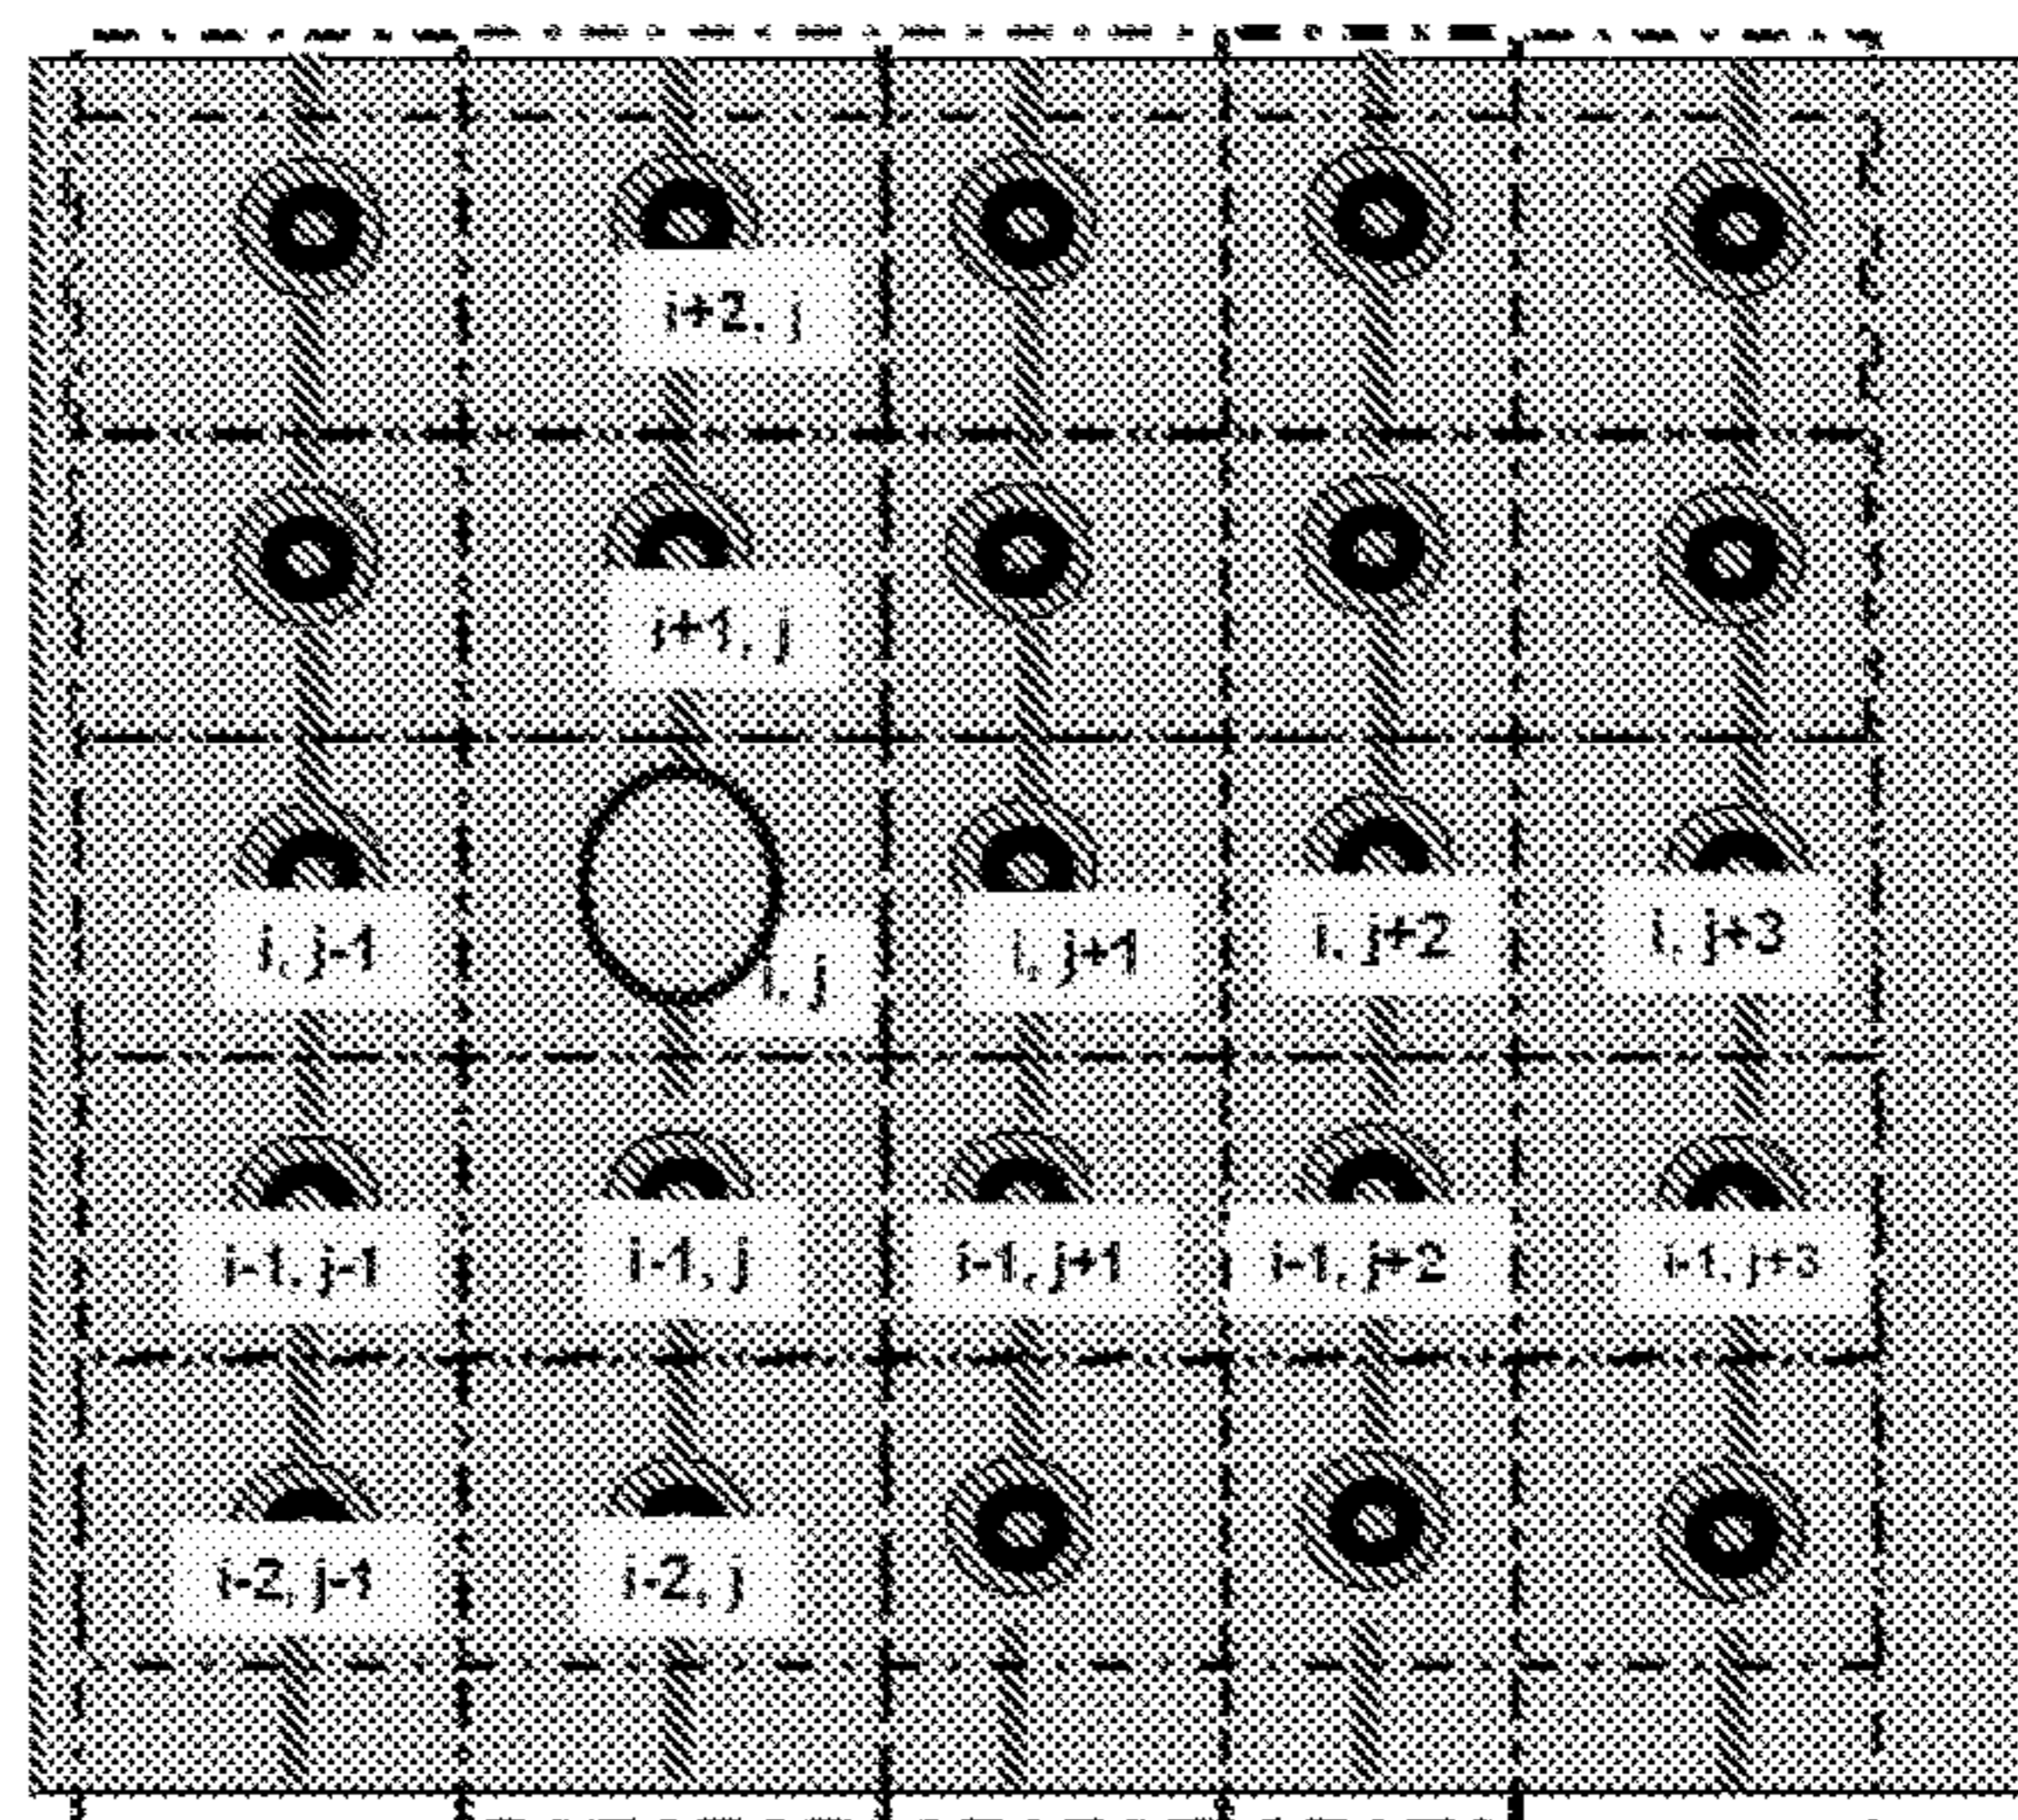 i+2, j
i+1, j
i, j-1
i, j
i, j+1
i, j+2
i, j+3
i-1, j-1
i-1, j
i-1, j+1
i-1, j+2
i-1, j+3
i-2, j-1
i-2, j